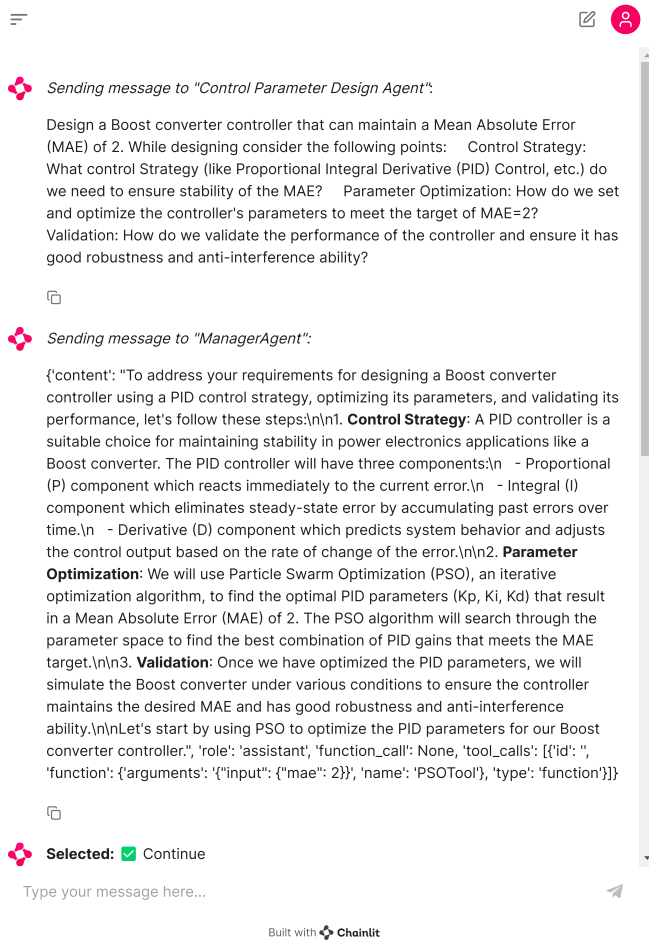 Sending message to "Control Parameter Design Agent":
Design a Boost converter controller that can maintain a Mean Absolute Error
(MAE) of 2. While designing consider the following points:     Control Strategy:
What control Strategy (like Proportional Integral Derivative (PID) Control, etc.) do
we need to ensure stability of the MAE?     Parameter Optimization: How do we set
and optimize the controller's parameters to meet the target of MAE=2?
Validation: How do we validate the performance of the controller and ensure it has
good robustness and anti-interference ability?
Sending message to "ManagerAgent":
{'content': "To address your requirements for designing a Boost converter
controller using a PID control strategy, optimizing its parameters, and validating its
performance, let's follow these steps:\n\n1. Control Strategy: A PID controller is a
suitable choice for maintaining stability in power electronics applications like a
Boost converter. The PID controller will have three components:\n   - Proportional
(P) component which reacts immediately to the current error.\n   - Integral (I)
component which eliminates steady-state error by accumulating past errors over
time.\n   - Derivative (D) component which predicts system behavior and adjusts
the control output based on the rate of change of the error.\n\n2. Parameter
Optimization: We will use Particle Swarm Optimization (PSO), an iterative
optimization algorithm, to find the optimal PID parameters (Kp, Ki, Kd) that result
in a Mean Absolute Error (MAE) of 2. The PSO algorithm will search through the
parameter space to find the best combination of PID gains that meets the MAE
target.\n\n3. Validation: Once we have optimized the PID parameters, we will
simulate the Boost converter under various conditions to ensure the controller
maintains the desired MAE and has good robustness and anti-interference
ability.\n\nLet's start by using PSO to optimize the PID parameters for our Boost
converter controller.", 'role': 'assistant', 'function_call': None, 'tool_calls': [{'id': '',
'function': {'arguments': '{"input": {"mae": 2}}', 'name': 'PSOTool'}, 'type': 'function'}]}
Selected: ✅ Continue
Type your message here...
Built with Chainlit